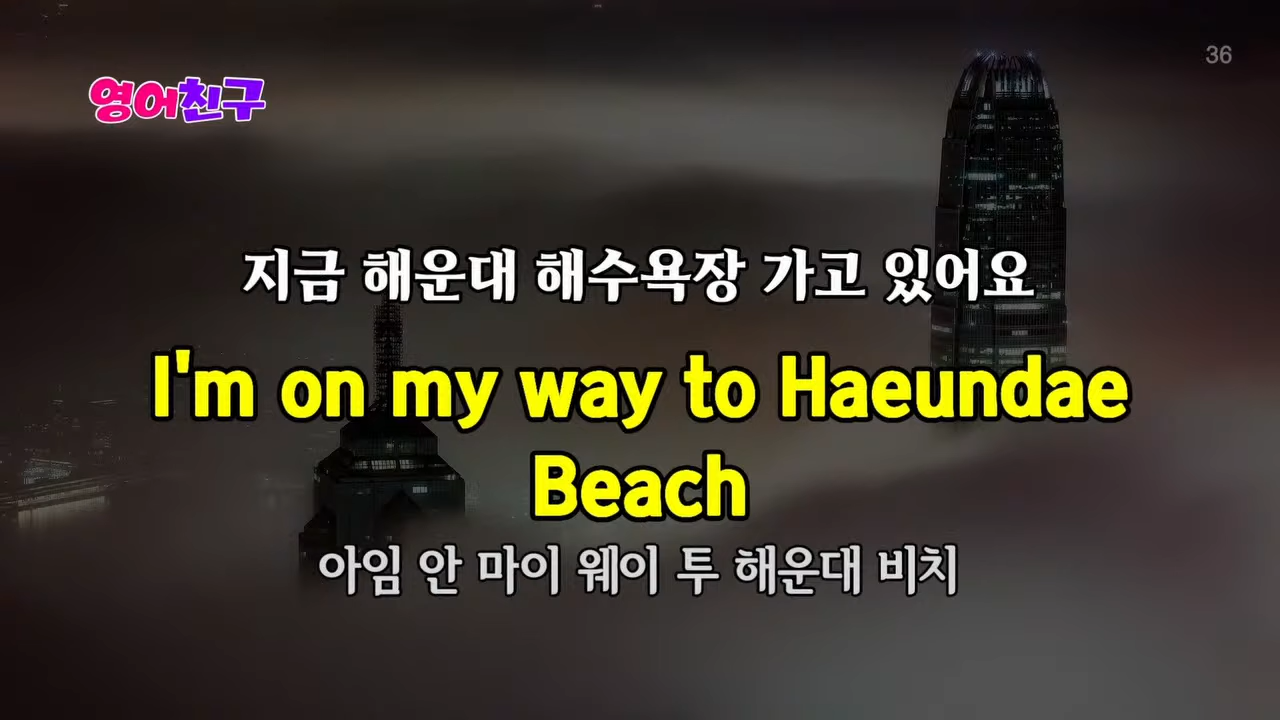 36
영어친구
지금 해운대 해수욕장 가고 있어요
I'm on my way to Haeundae
Beach
아임 안 마이 웨이 투 해운대 비치